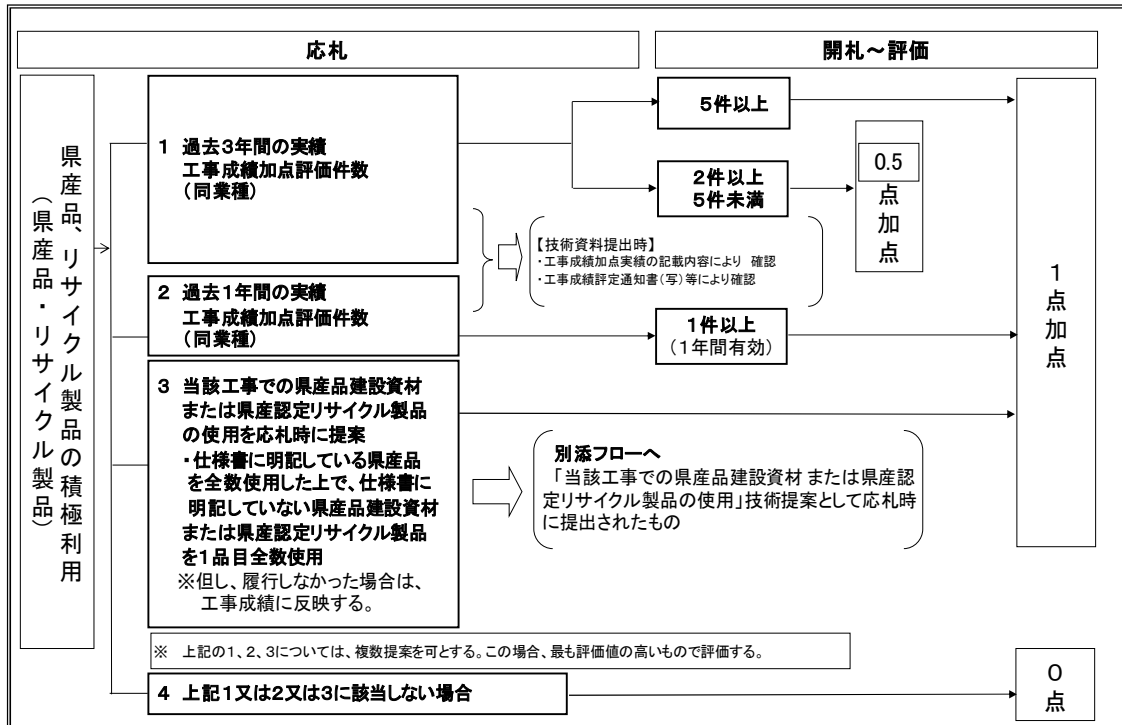 応札
開札～評価
県産品、リサイクル製品の積極利用
（県産品・リサイクル製品）
1 過去3年間の実績
工事成績加点評価件数
（同業種）
5件以上
2件以上
5件未満
0.5
点加点
【技術資料提出時】
・工事成績加点実績の記載内容により 確認
・工事成績評定通知書（写）等により確認
2 過去1年間の実績
工事成績加点評価件数
（同業種）
1件以上
（1年間有効）
1点加点
3 当該工事での県産品建設資材
または県産認定リサイクル製品
の使用を応札時に提案
・仕様書に明記している県産品
を全数使用した上で、仕様書に
明記していない県産品建設資材
または県産認定リサイクル製品
を1品目全数使用
※但し、履行しなかった場合は、
工事成績に反映する。
別添フローへ
「当該工事での県産品建設資材 または県産認
定リサイクル製品の使用」技術提案として応札時
に提出されたもの
※ 上記の1、2、3については、複数提案を可とする。この場合、最も評価値の高いもので評価する。
4 上記1又は2又は3に該当しない場合
0
点